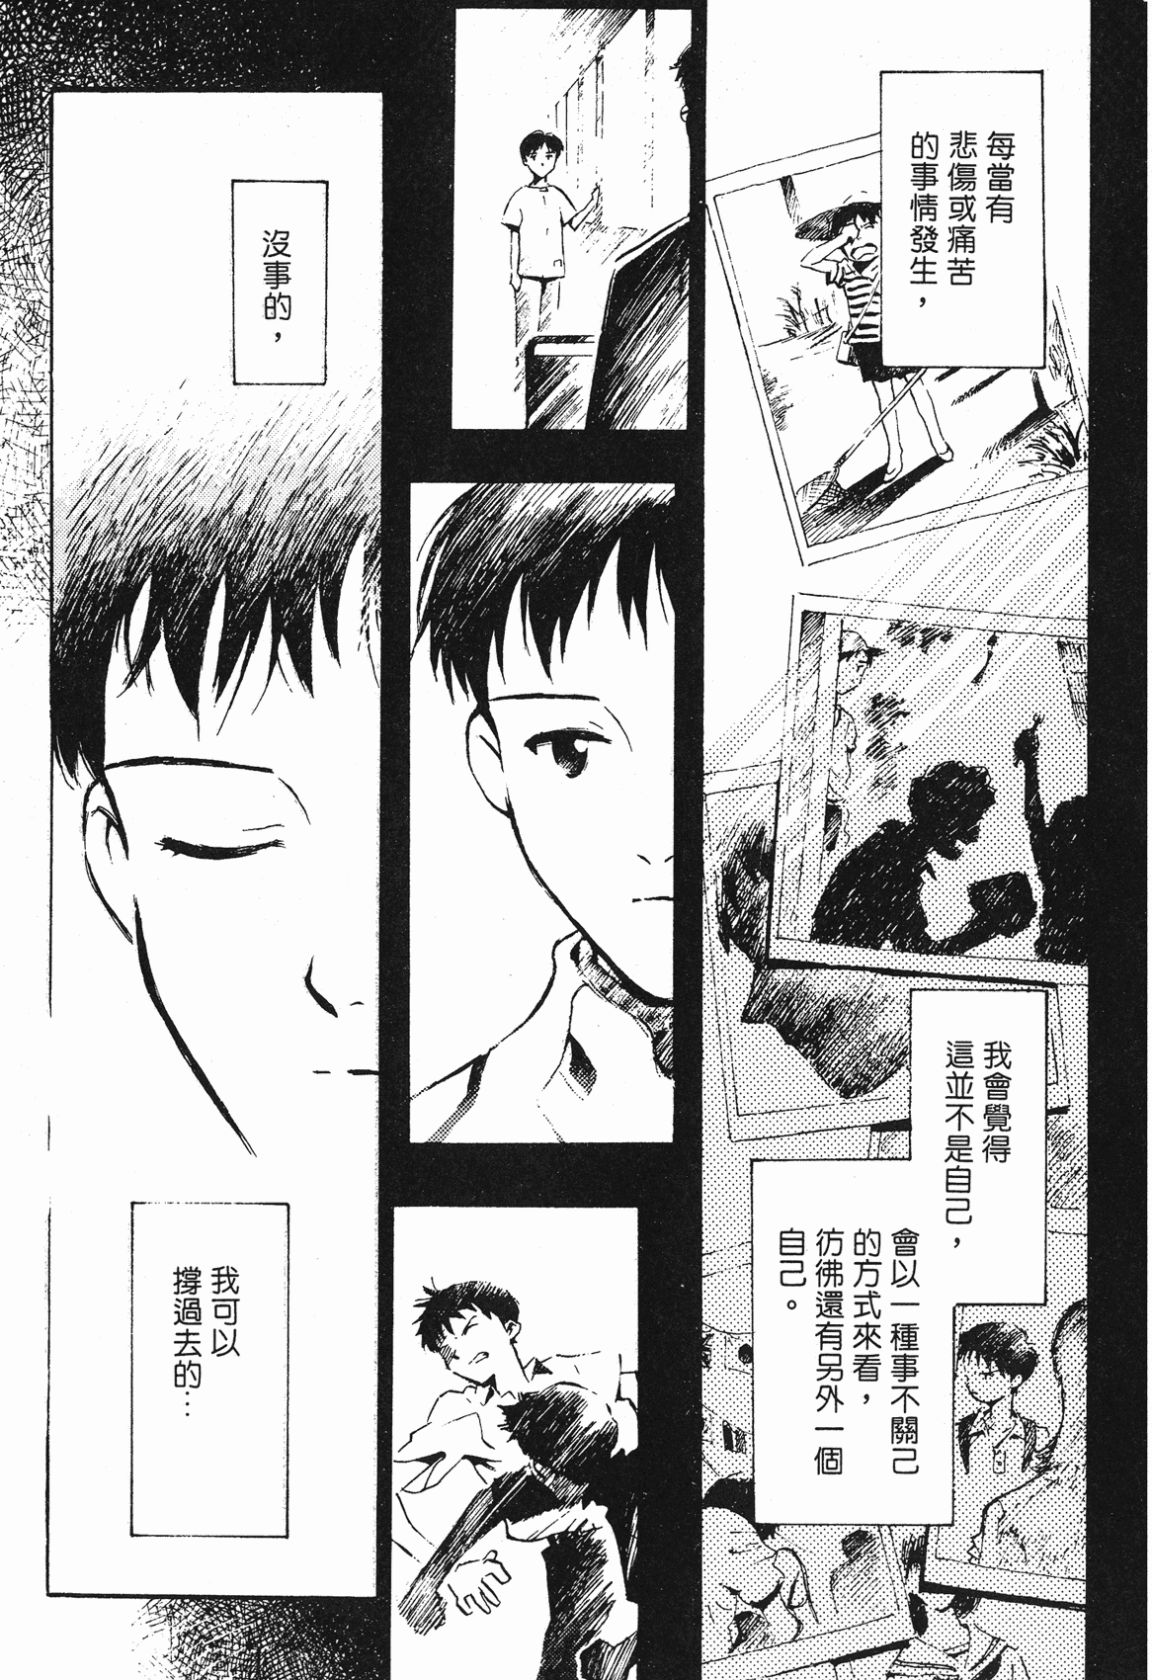 每當有
悲傷或痛苦
的事情發生，
我會覺得
這並不是自己，
會以一種事不關己
的方式來看，
彷彿還有另外一個
自己。
沒事的，
我可以
撐過去的…